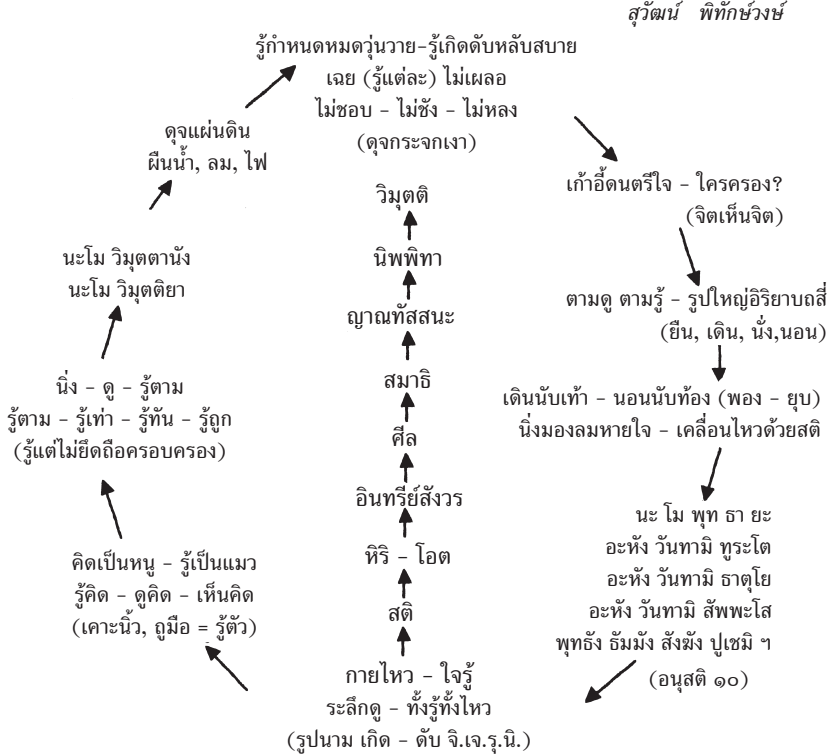 สุวัฒน์ พิทักษ์วงษ์
รู้กำหนดหมดวุ่นวาย-รู้เกิดดับหลับสบาย
เฉย (รู้แต่ละ) ไม่เผลอ
ไม่ชอบ - ไม่ชัง - ไม่หลง
(ดุจกระจกเงา)
เก้าอี้ดนตรีใจ - ใครครอง?
(จิตเห็นจิต)
ตามดู ตามรู้ - รูปใหญ่อิริยาบถสี่
(ยืน, เดิน, นั่ง,นอน)
เดินนับเท้า - นอนนับท้อง (พอง - ยุบ)
นิ่งมองลมหายใจ - เคลื่อนไหวด้วยสติ
นะ โม พุท ธา ยะ
อะหัง วันทามิ ทูระโต
อะหัง วันทามิ ธาตุโย
อะหัง วันทามิ สัพพะโส
พุทธัง ธัมมัง สังฆัง ปูเชมิ ฯ
(อนุสติ ๑๐)
กายไหว - ใจรู้
ระลึกดู - ทั้งรู้ทั้งไหว
(รูปนาม เกิด - ดับ จิ.เจ.รุ.นิ.)
คิดเป็นหนู - รู้เป็นแมว
รู้คิด - ดูคิด - เห็นคิด
(เคาะนิ้ว, ถูมือ = รู้ตัว)
นิ่ง - ดู - รู้ตาม
รู้ตาม - รู้เท่า - รู้ทัน - รู้ถูก
(รู้แต่ไม่ยึดถือครอบครอง)
นะโม วิมุตตานัง
นะโม วิมุตติยา
ดุจแผ่นดิน
ผืนน้ำ, ลม, ไฟ
วิมุตติ
นิพพิทา
ญาณทัสสนะ
สมาธิ
ศีล
อินทรีย์สังวร
หิริ - โอต
สติ